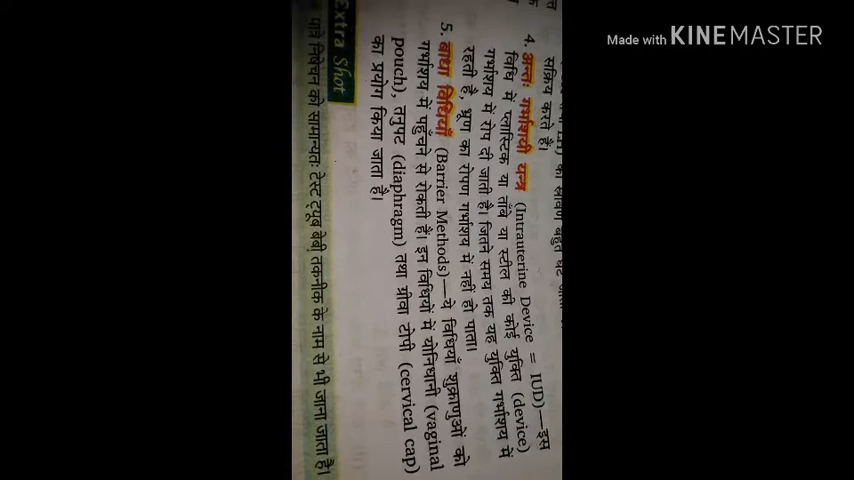 Made with KINEMASTER
सक्रिय करते हैं।
4. अन्तः गर्भाशयी यन्त्र (Intrauterine Device = IUD)—इस
विधि में प्लास्टिक या ताँबे या स्टील की कोई युक्ति (device)
गर्भाशय में रोप दी जाती है। जितने समय तक यह युक्ति गर्भाशय में
रहती है, भ्रूण का रोपण गर्भाशय में नहीं हो पाता।
5. बाधा विधियाँ (Barrier Methods)—ये विधियाँ शुक्राणुओं को
गर्भाशय में पहुँचने से रोकती हैं। इन विधियों में योनिधानी (vaginal
pouch), तनुपट (diaphragm) तथा ग्रीवा टोपी (cervical cap)
का प्रयोग किया जाता है।
Extra Shot
पात्रे निषेचन को सामान्यतः टेस्ट ट्यूब बेबी तकनीक के नाम से भी जाना जाता है।